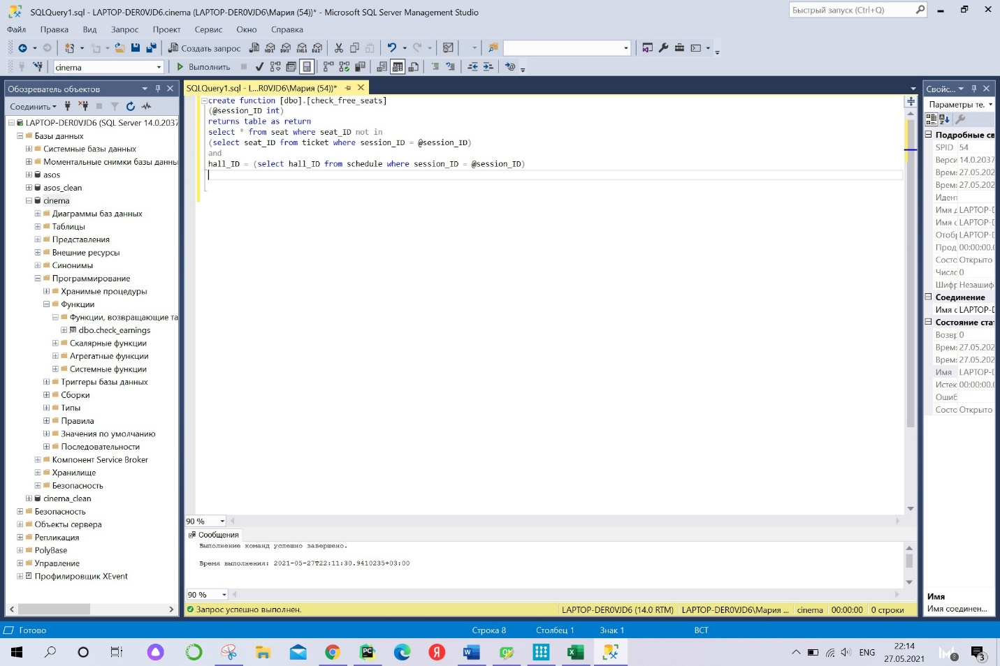 SQLQuery1.sql - LAPTOP-DER0VJD6.cinema (LAPTOP-DER0VJD6\Мария (54))* - Microsoft SQL Server Management Studio
Быстрый запуск (Ctrl+Q)
Файл Правка Вид Запрос Проект Сервис Окно Справка
Создать запрос
cinema
Выполнить
Обозреватель объектов
Соединить
LAPTOP-DER0VJD6 (SQL Server 14.0.2037
Базы данных
Системные базы данных
Моментальные снимки базы данны
asos
asos_clean
cinema
Диаграммы баз данных
Таблицы
Представления
Внешние ресурсы
Синонимы
Программирование
Хранимые процедуры
Функции
Функции, возвращающие та
dbo.check_earnings
Скалярные функции
Агрегатные функции
Системные функции
Триггеры базы данных
Сборки
Типы
Правила
Значения по умолчанию
Последовательности
Компонент Service Broker
Хранилище
Безопасность
cinema_clean
Безопасность
Объекты сервера
Репликация
PolyBase
Управление
Профилировщик XEvent
SQLQuery1.sql - L...R0VJD6\Мария (54))*
create function [dbo].[check_free_seats]
(@session_ID int)
returns table as return
select * from seat where seat_ID not in
(select seat_ID from ticket where session_ID = @session_ID)
and
hall_ID = (select hall_ID from schedule where session_ID = @session_ID)
90 %
Сообщения
Выполнение команд успешно завершено.
Время выполнения: 2021-05-27T22:11:30.9410235+03:00
90 %
Запрос успешно выполнен.
LAPTOP-DER0VJD6 (14.0 RTM) LAPTOP-DER0VJD6\Мария ... cinema 00:00:00 0 строки
Свойс...
Параметры те.
Подробные св
SPID 54
Верси 14.0.2037
Врем 27.05.202
Врем 27.05.202
Идент
Имя д LAPTOP-D
Имя с LAPTOP-D
Отобр LAPTOP-D
Прод 00:00:00.0
Состо Открыто
Числс 0
Шифр Незашиф
Соединение
Имя с LAPTOP-D
Состояние ста
Возвр 0
Врем 27.05.202
Врем 27.05.202
Имя LAPTOP-D
Истек 00:00:00.0
Ошиб
Состо Открыто
Имя
Имя соединен...
Готово
Строка 8 Столбец 1 Знак 1 ВСТ
ENG
22:14
27.05.2021
3